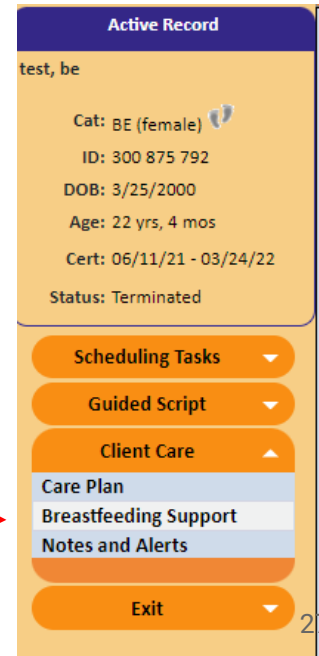 Active Record
test, be
Cat: BE (female)
ID: 300 875 792
DOB: 3/25/2000
Age: 22 yrs, 4 mos
Cert: 06/11/21 - 03/24/22
Status: Terminated
Scheduling Tasks
Guided Script
Client Care
Care Plan
Breastfeeding Support
Notes and Alerts
Exit